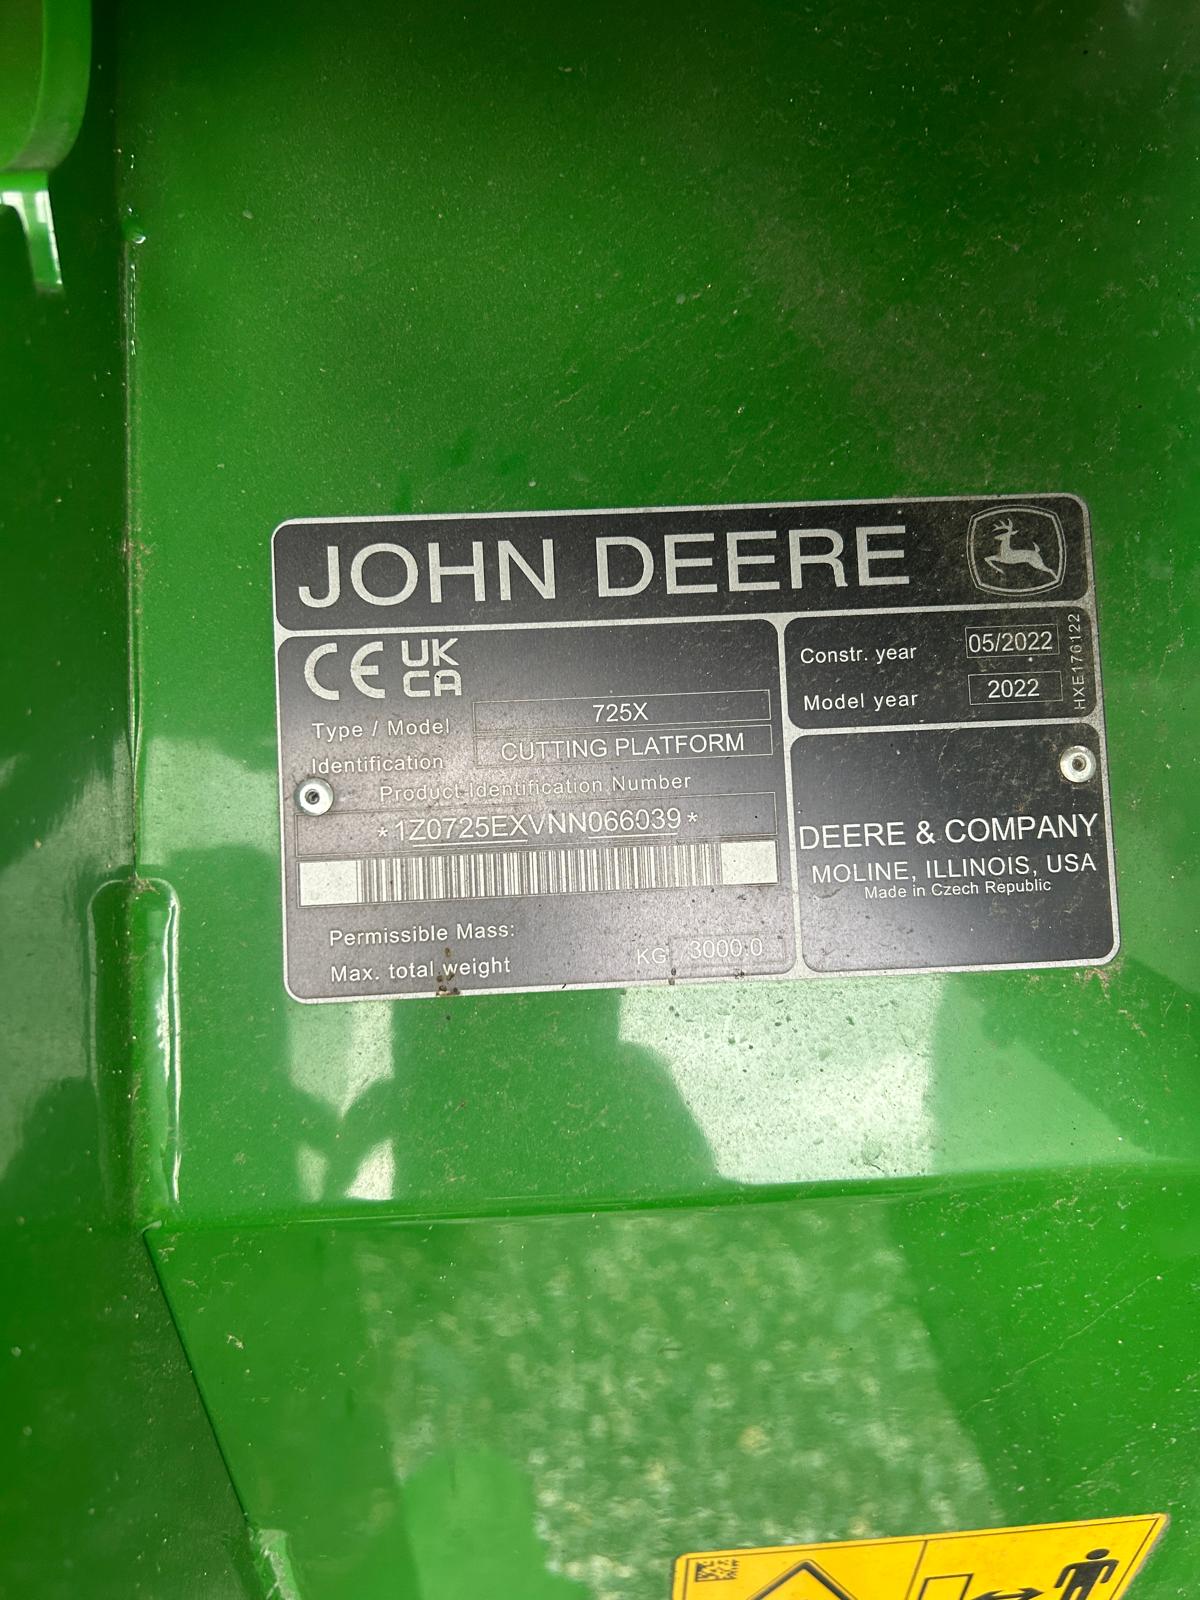 JOHN DEERE
CE UK CA
Type / Model 725X
Identification CUTTING PLATFORM
Product Identification Number
*1Z0725EXVNN066039*
Permissible Mass:
Max. total weight KG 3000.0
Constr. year 05/2022
Model year 2022
HXE176122
DEERE & COMPANY
MOLINE, ILLINOIS, USA
Made in Czech Republic